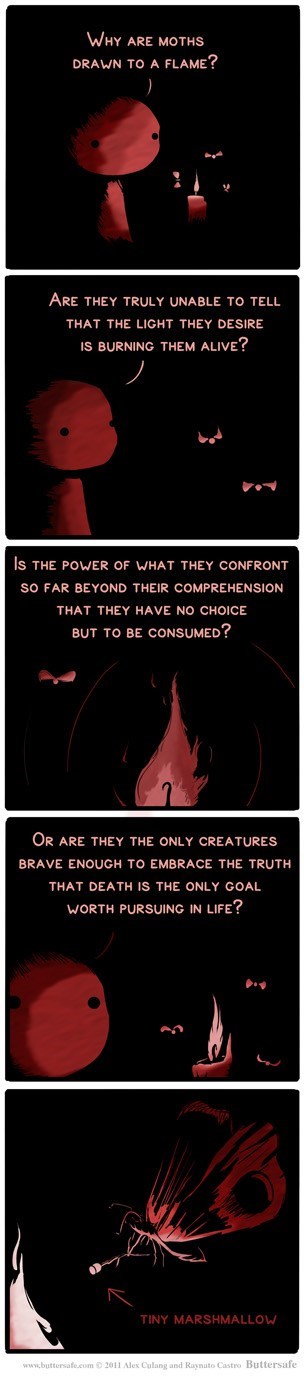 Why are moths
drawn to a flame?
Are they truly unable to tell
that the light they desire
is burning them alive?
Is the power of what they confront
so far beyond their comprehension
that they have no choice
but to be consumed?
Or are they the only creatures
brave enough to embrace the truth
that death is the only goal
worth pursuing in life?
tiny marshmallow
www.buttersafe.com © 2011 Alex Culang and Raynato Castro Buttersafe